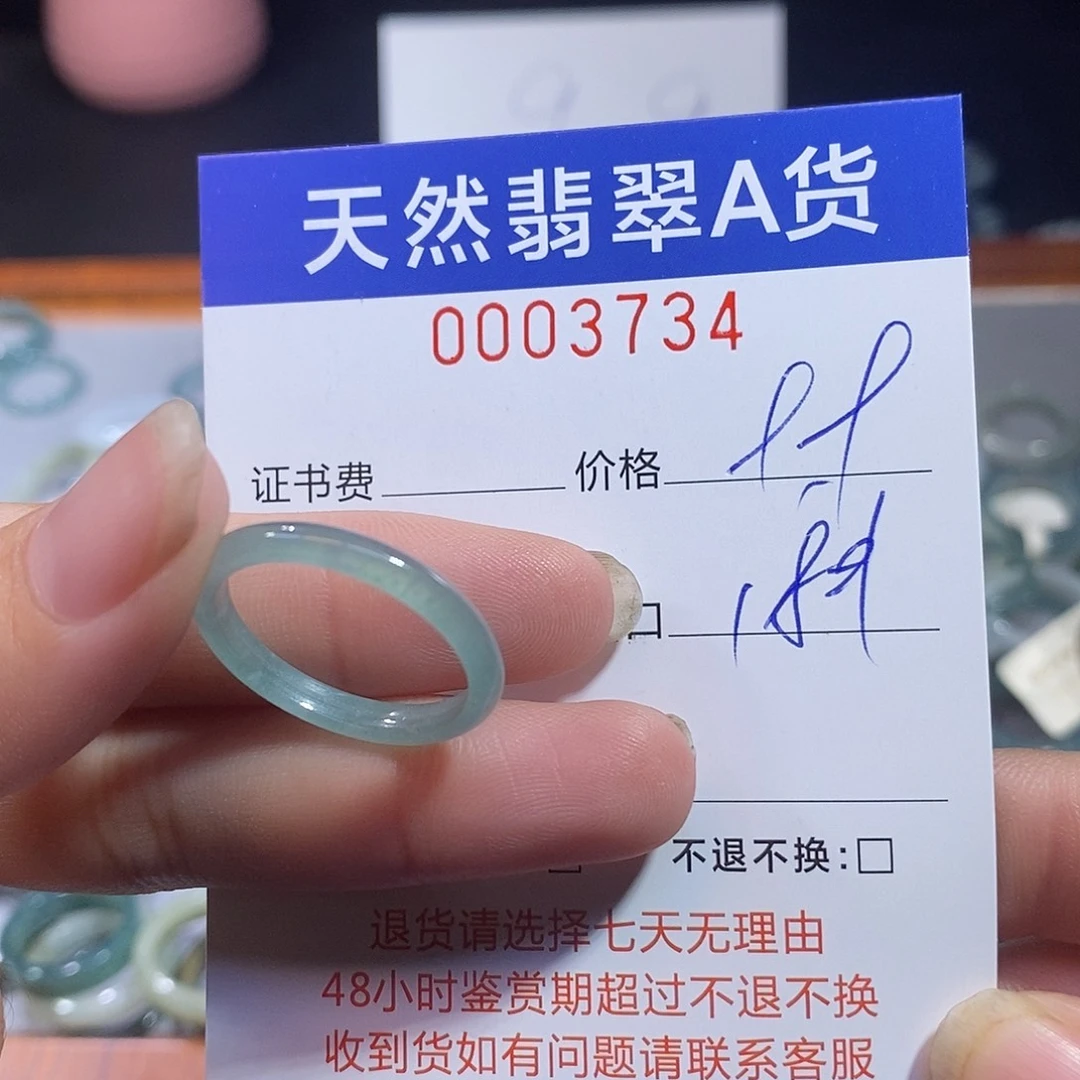 天然翡翠A货
0003734
证书费 价格
不退不换:
退货请选择七天无理由
48小时鉴赏期超过不退不换
收到货如有问题请联系客服